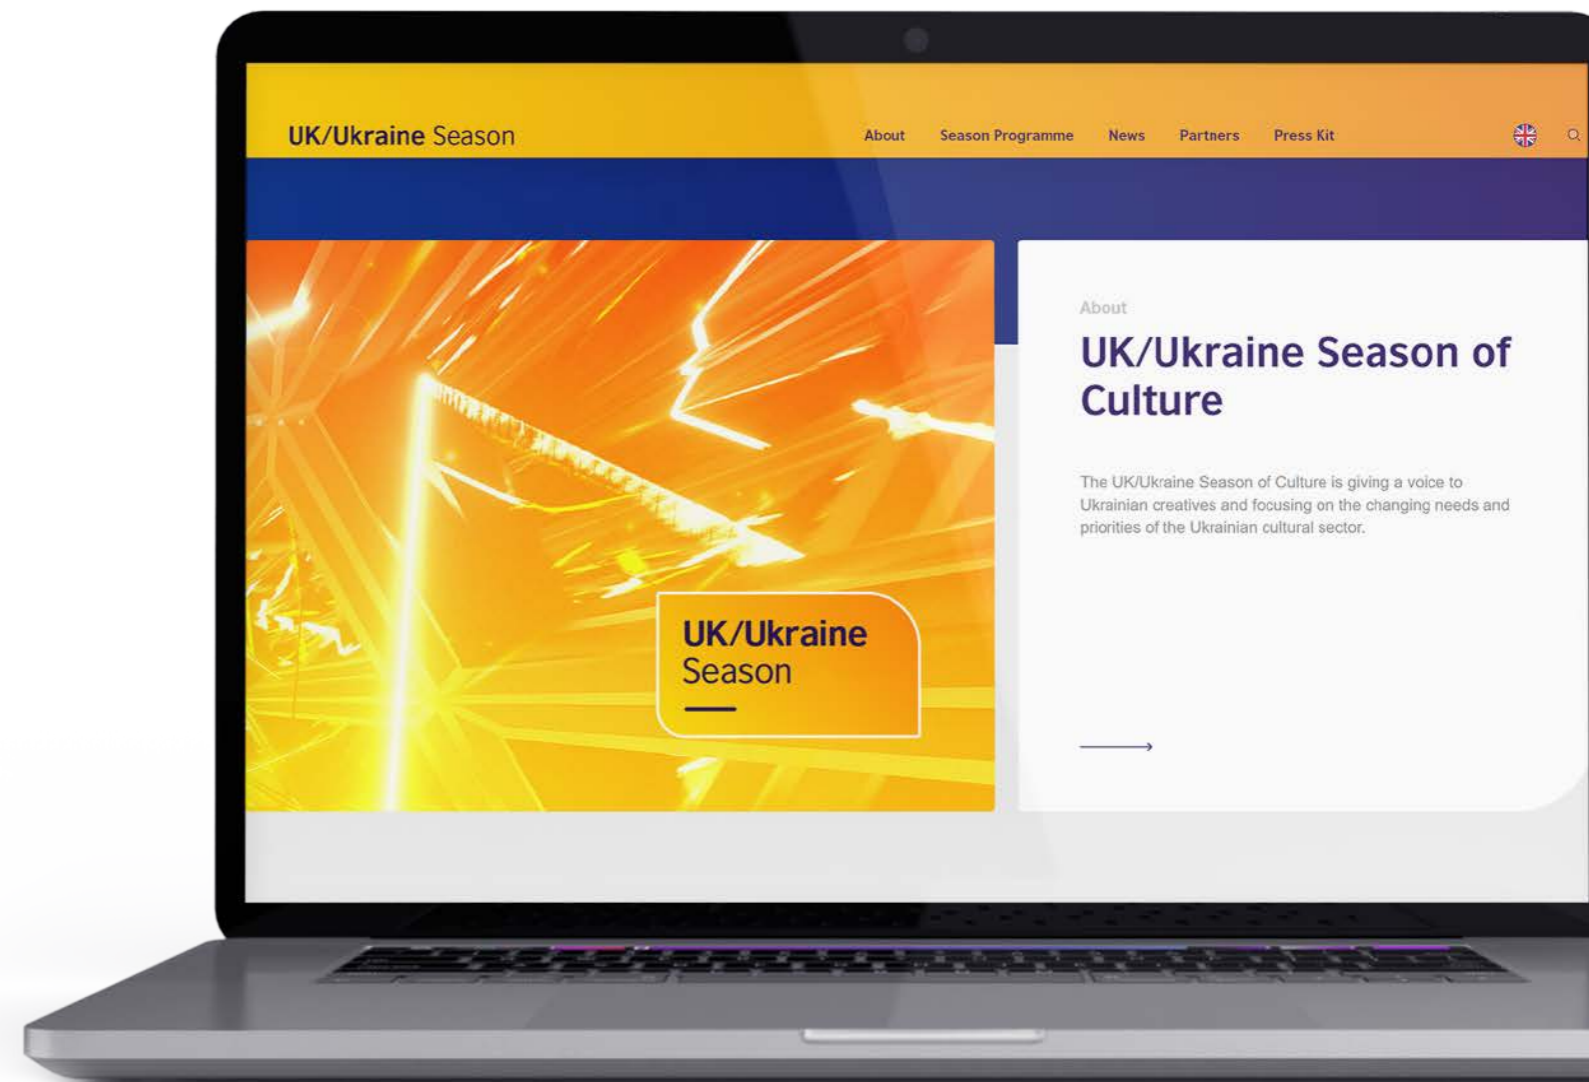 UK/Ukraine Season
About Season Programme News Partners Press Kit
About
UK/Ukraine Season of
Culture
The UK/Ukraine Season of Culture is giving a voice to
Ukrainian creatives and focusing on the changing needs and
priorities of the Ukrainian cultural sector.
UK/Ukraine
Season